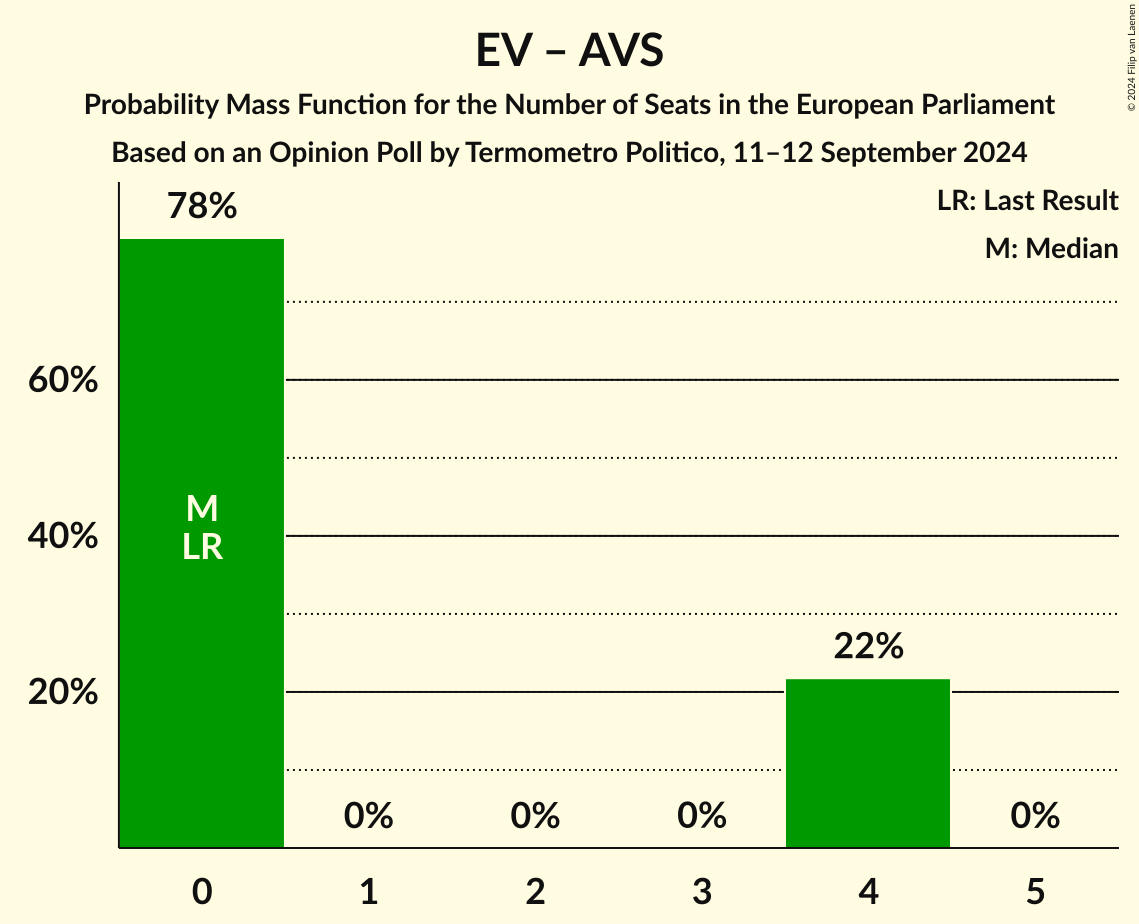 EV – AVS
Probability Mass Function for the Number of Seats in the European Parliament
Based on an Opinion Poll by Termometro Politico, 11–12 September 2024
© 2024 Filip van Laenen
LR: Last Result
M: Median
78%
60%
40%
20%
M
LR
0%
0%
0%
22%
0%
0
1
2
3
4
5